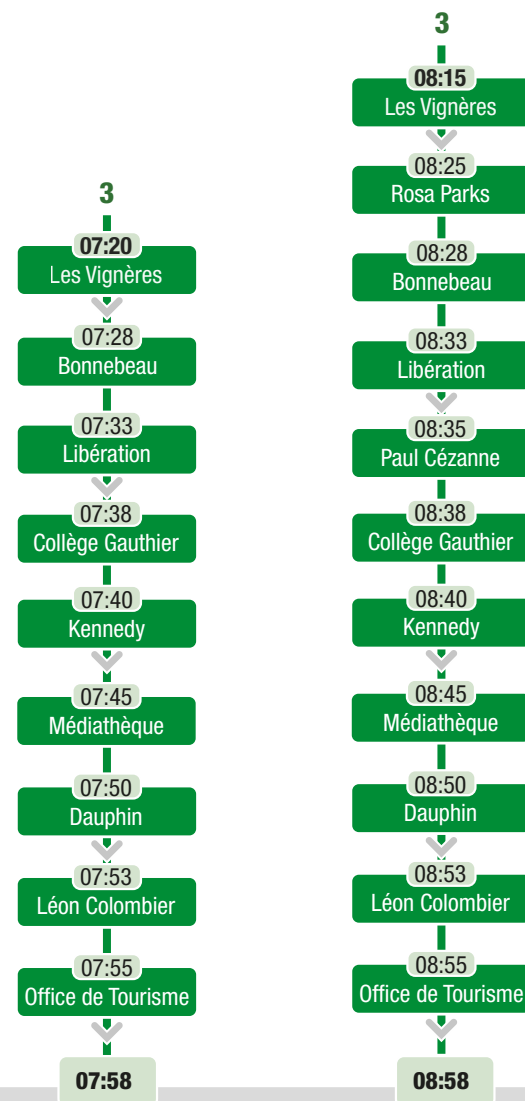 3
07:20
Les Vignères
07:28
Bonnebeau
07:33
Libération
07:38
Collège Gauthier
07:40
Kennedy
07:45
Médiathèque
07:50
Dauphin
07:53
Léon Colombier
07:55
Office de Tourisme
07:58
3
08:15
Les Vignères
08:25
Rosa Parks
08:28
Bonnebeau
08:33
Libération
08:35
Paul Cézanne
08:38
Collège Gauthier
08:40
Kennedy
08:45
Médiathèque
08:50
Dauphin
08:53
Léon Colombier
08:55
Office de Tourisme
08:58